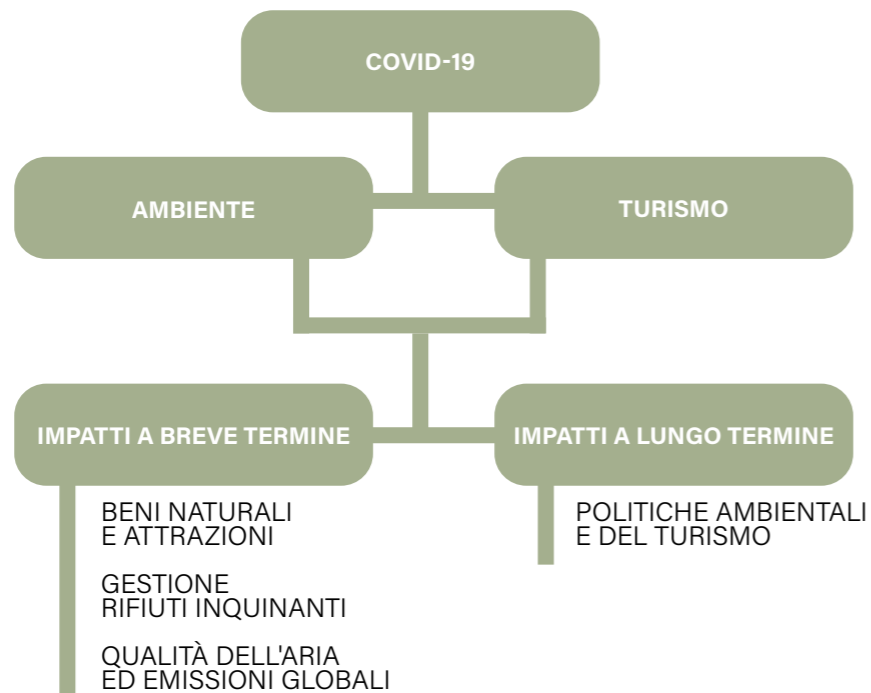 COVID-19
AMBIENTE
TURISMO
IMPATTI A BREVE TERMINE
IMPATTI A LUNGO TERMINE
BENI NATURALI
E ATTRAZIONI
GESTIONE
RIFIUTI INQUINANTI
QUALITÀ DELL'ARIA
ED EMISSIONI GLOBALI
POLITICHE AMBIENTALI
E DEL TURISMO